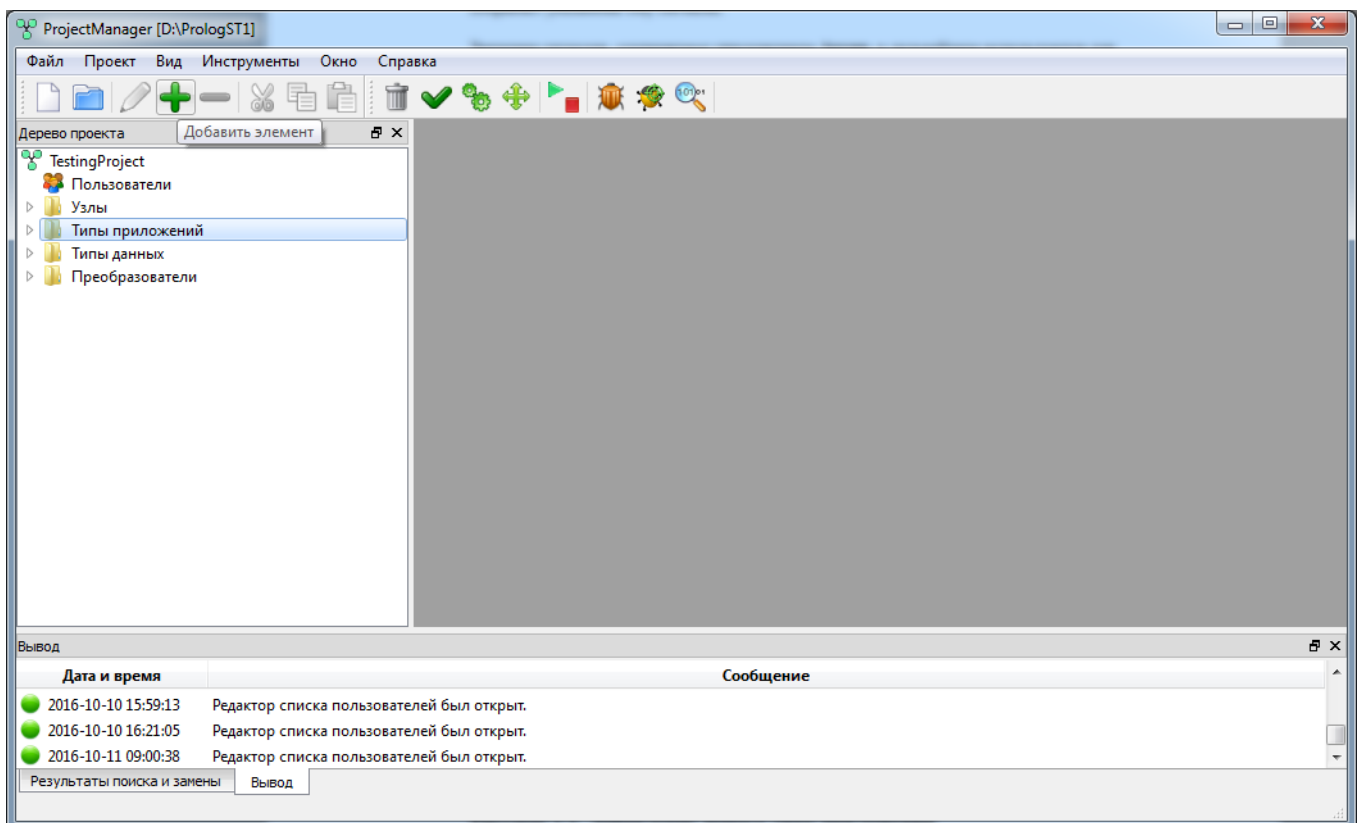 ProjectManager [D:\PrologST1]
Файл Проект Вид Инструменты Окно Справка
Дерево проекта
Добавить элемент
TestingProject
Пользователи
Узлы
Типы приложений
Типы данных
Преобразователи
Вывод
Дата и время Сообщение
2016-10-10 15:59:13 Редактор списка пользователей был открыт.
2016-10-10 16:21:05 Редактор списка пользователей был открыт.
2016-10-11 09:00:38 Редактор списка пользователей был открыт.
Результаты поиска и замены Вывод